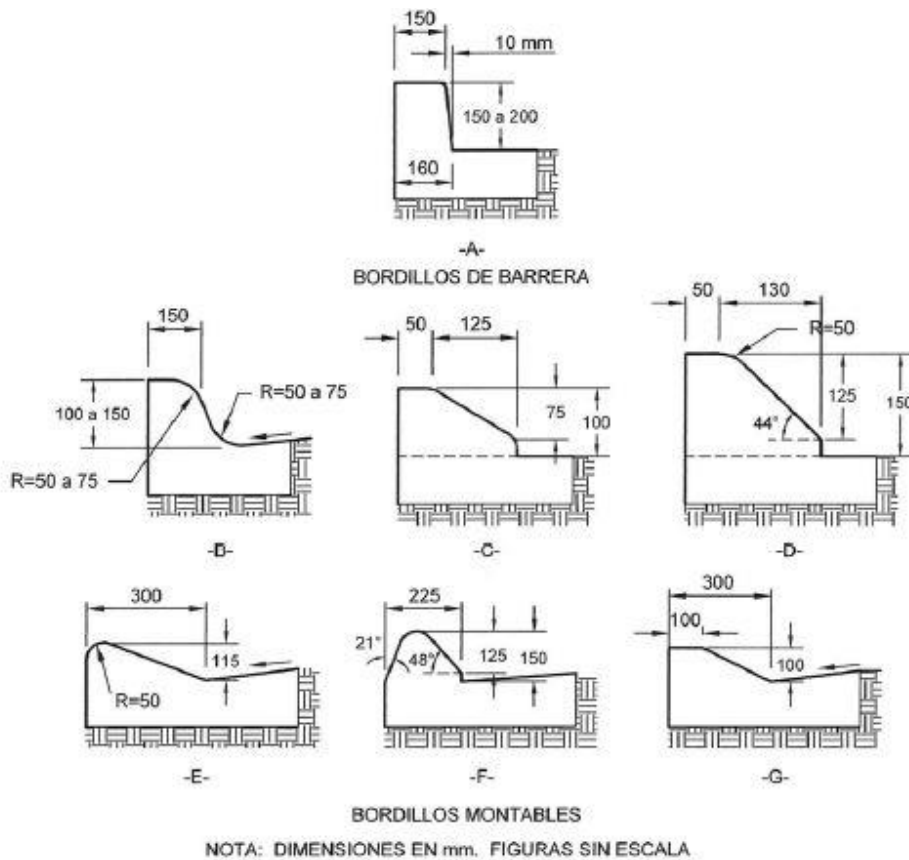 150
10 mm
150 a 200
160
-A-
BORDILLOS DE BARRERA
150
100 a 150
R=50 a 75
R=50 a 75
-B-
50
125
75
100
-C-
50
130
R=50
125
150
44°
-D-
300
115
R=50
-E-
225
21°
48°
125
150
-F-
300
100
100
-G-
BORDILLOS MONTABLES
NOTA: DIMENSIONES EN mm. FIGURAS SIN ESCALA